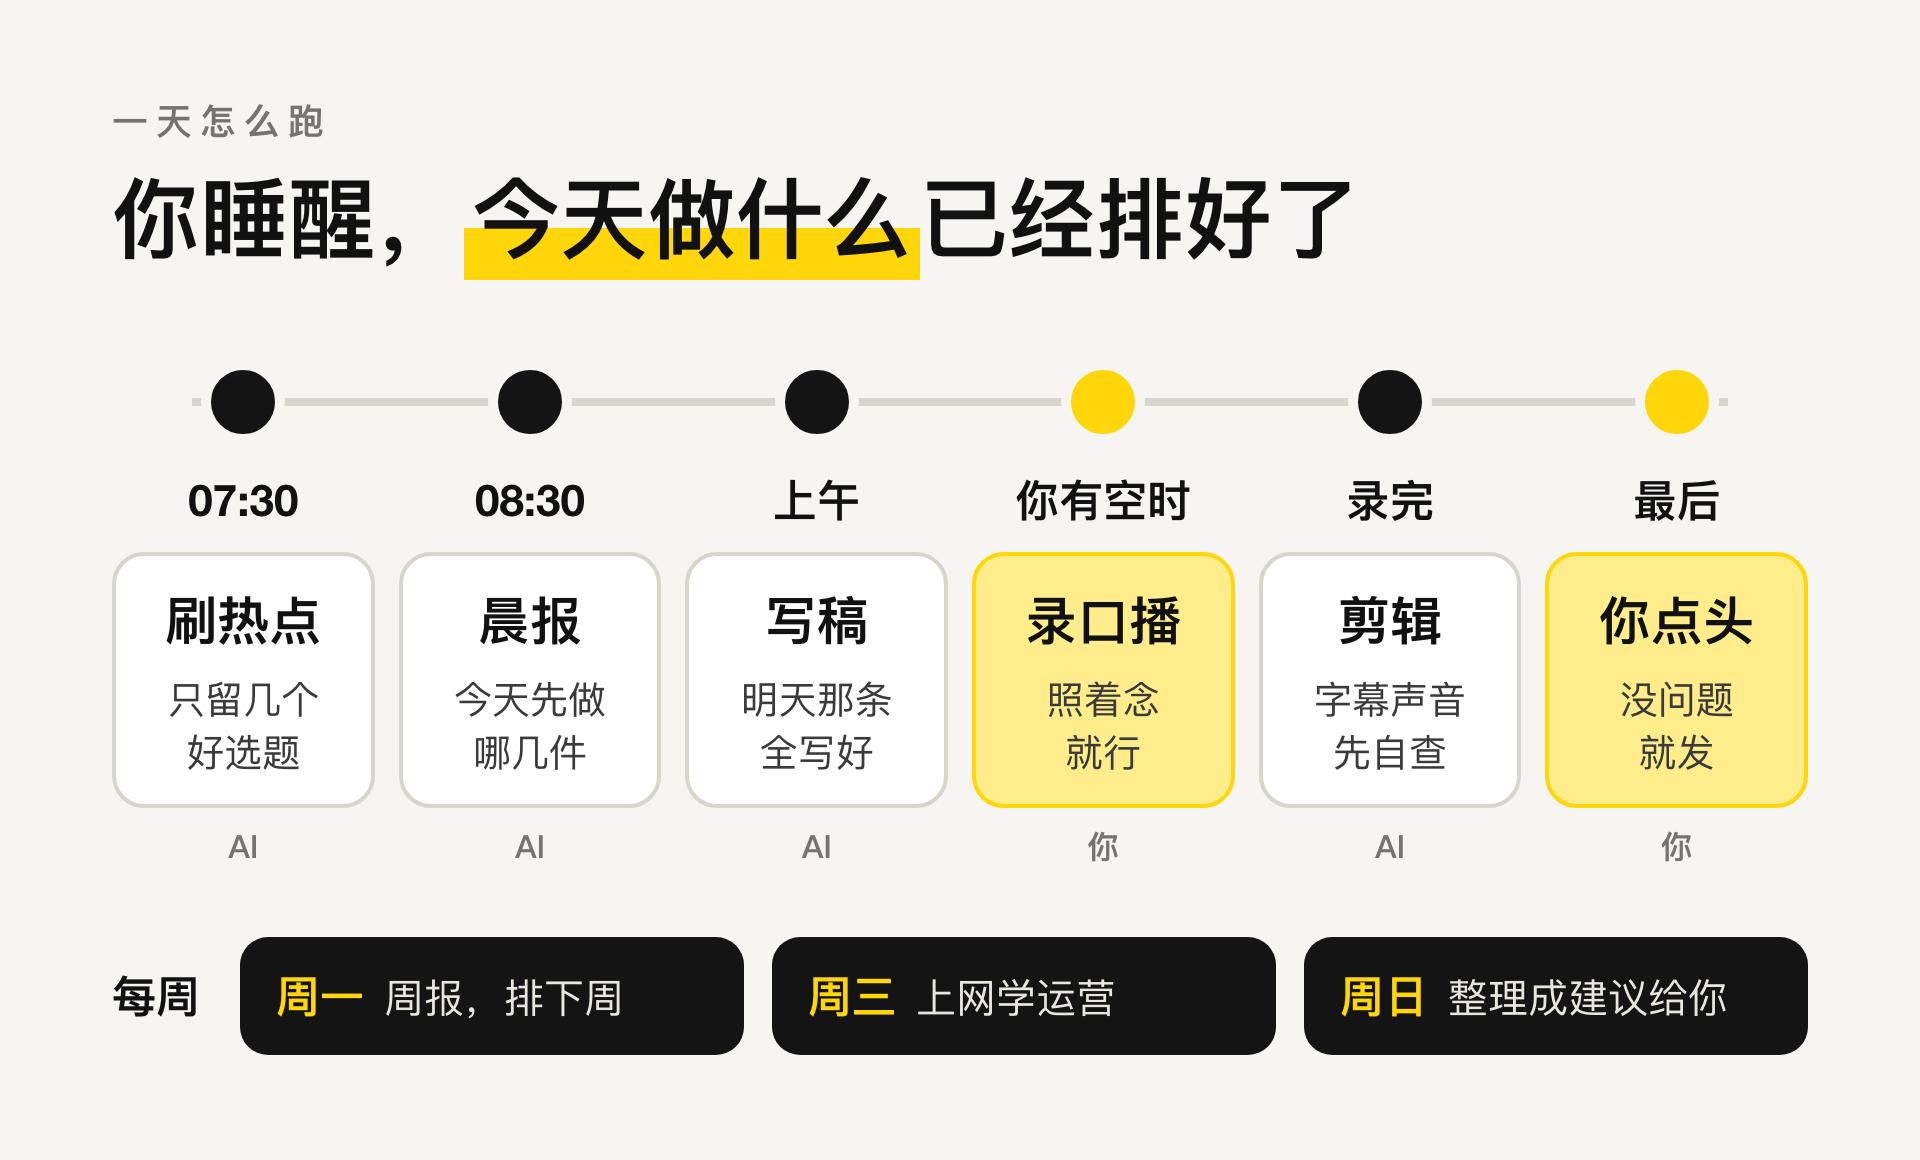 一天怎么跑
你睡醒，今天做什么已经排好了
07:30
刷热点
只留几个
好选题
AI
08:30
晨报
今天先做
哪几件
AI
上午
写稿
明天那条
全写好
AI
你有空时
录口播
照着念
就行
你
录完
剪辑
字幕声音
先自查
AI
最后
你点头
没问题
就发
你
每周
周一 周报，排下周
周三 上网学运营
周日 整理成建议给你